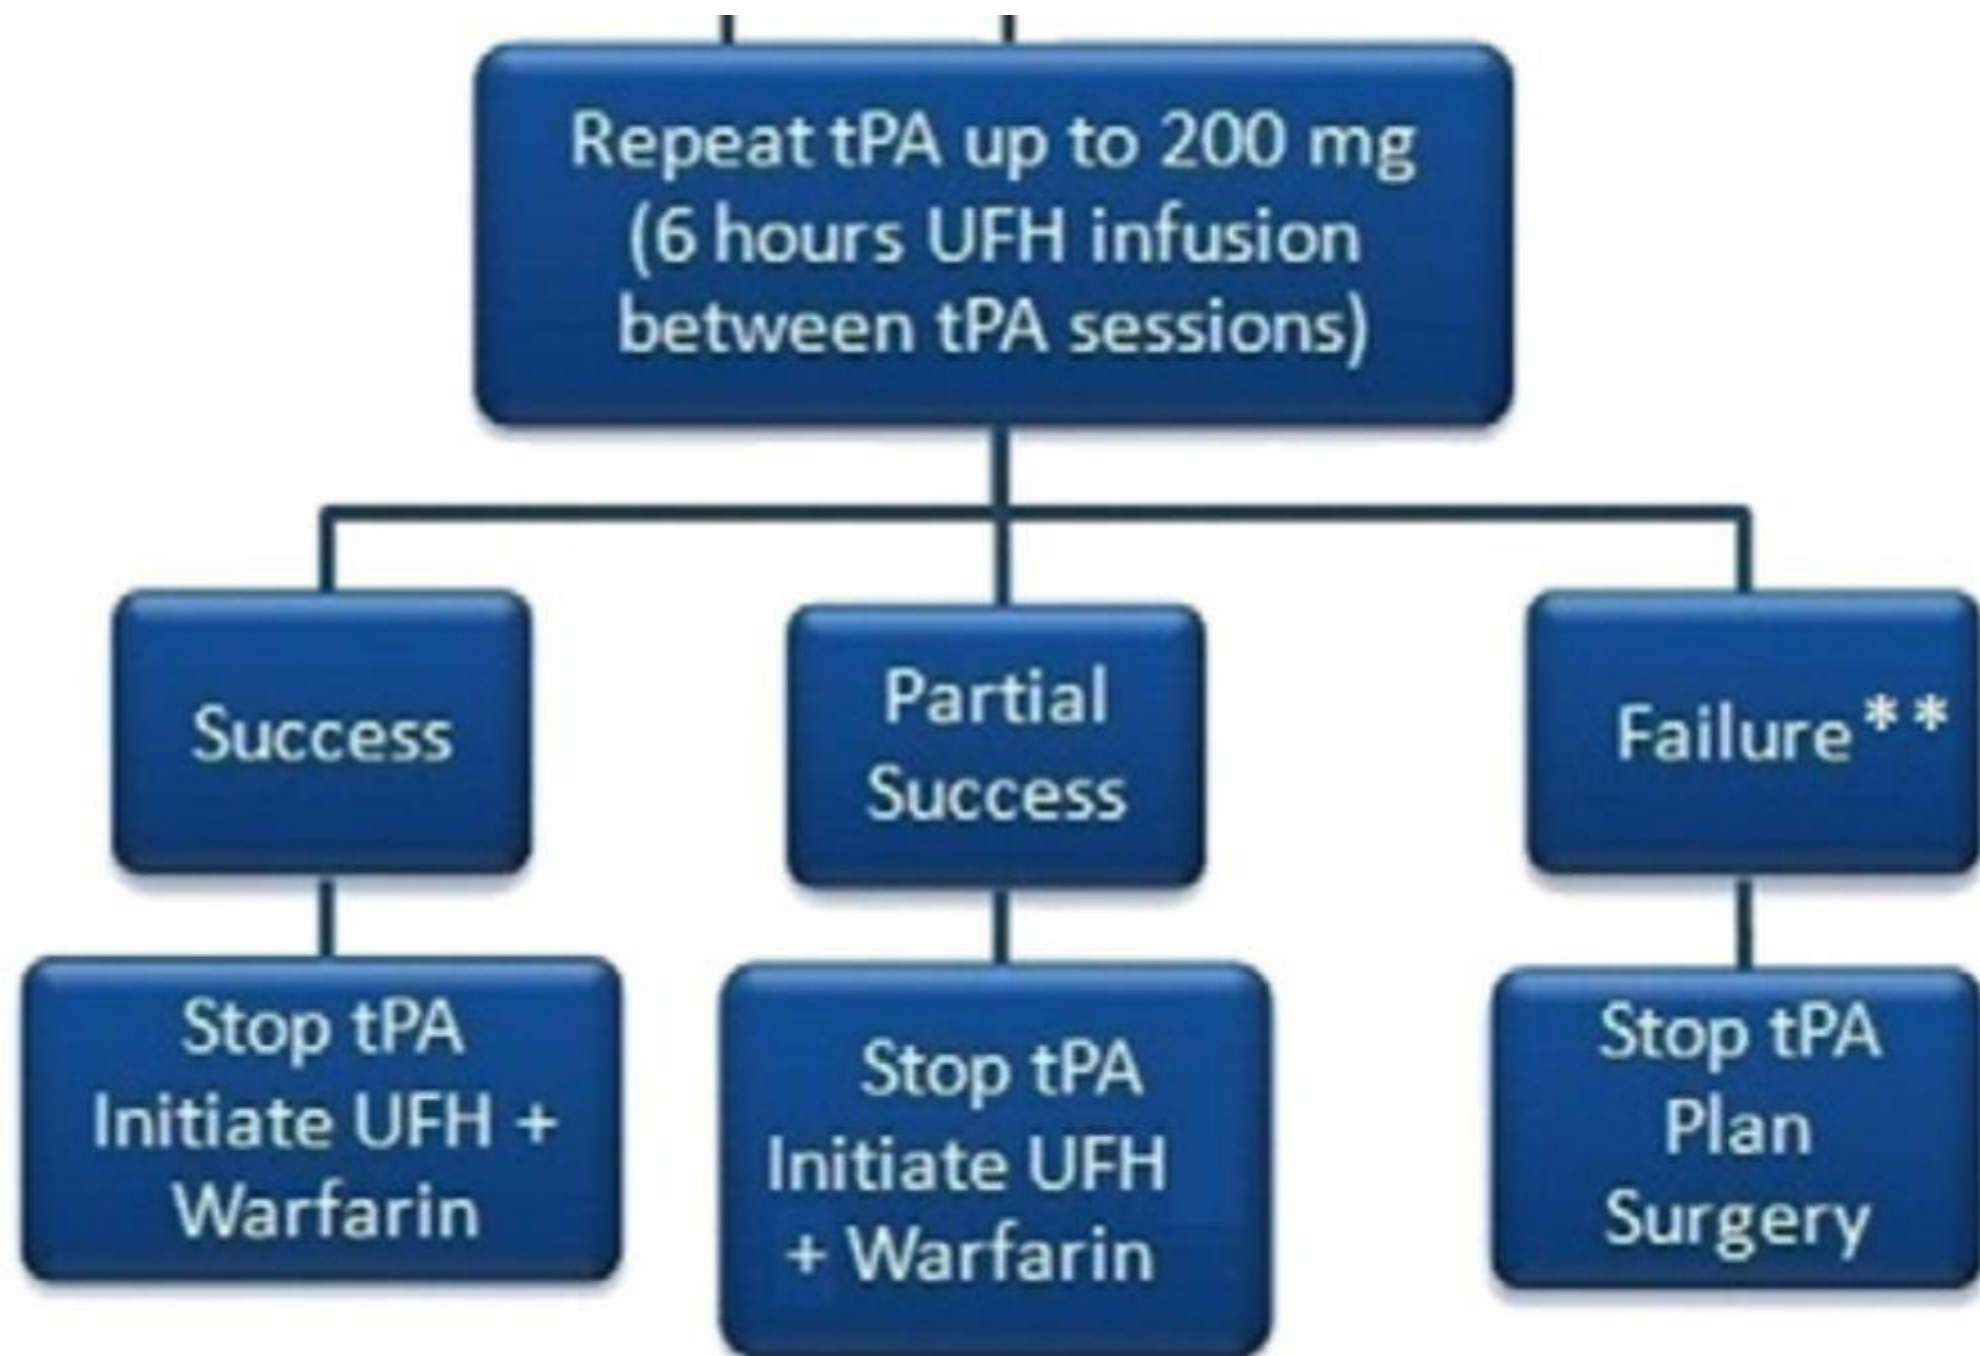 Repeat tPA up to 200 mg
(6 hours UFH infusion
between tPA sessions)
Success
Partial
Success
Failure**
Stop tPA
Initiate UFH +
Warfarin
Stop tPA
Initiate UFH
+ Warfarin
Stop tPA
Plan
Surgery